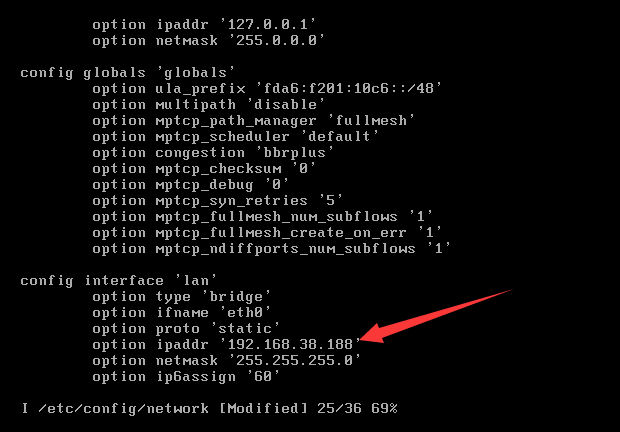 option ipaddr '127.0.0.1'
option netmask '255.0.0.0'
config globals 'globals'
option ula_prefix 'fda6:f201:10c6::/48'
option multipath 'disable'
option mptcp_path_manager 'fullmesh'
option mptcp_scheduler 'default'
option congestion 'bbrplus'
option mptcp_checksum '0'
option mptcp_debug '0'
option mptcp_syn_retries '5'
option mptcp_fullmesh_num_subflows '1'
option mptcp_fullmesh_create_on_err '1'
option mptcp_ndiffports_num_subflows '1'
config interface 'lan'
option type 'bridge'
option ifname 'eth0'
option proto 'static'
option ipaddr '192.168.38.188'
option netmask '255.255.255.0'
option ip6assign '60'
I /etc/config/network [Modified] 25/36 69%